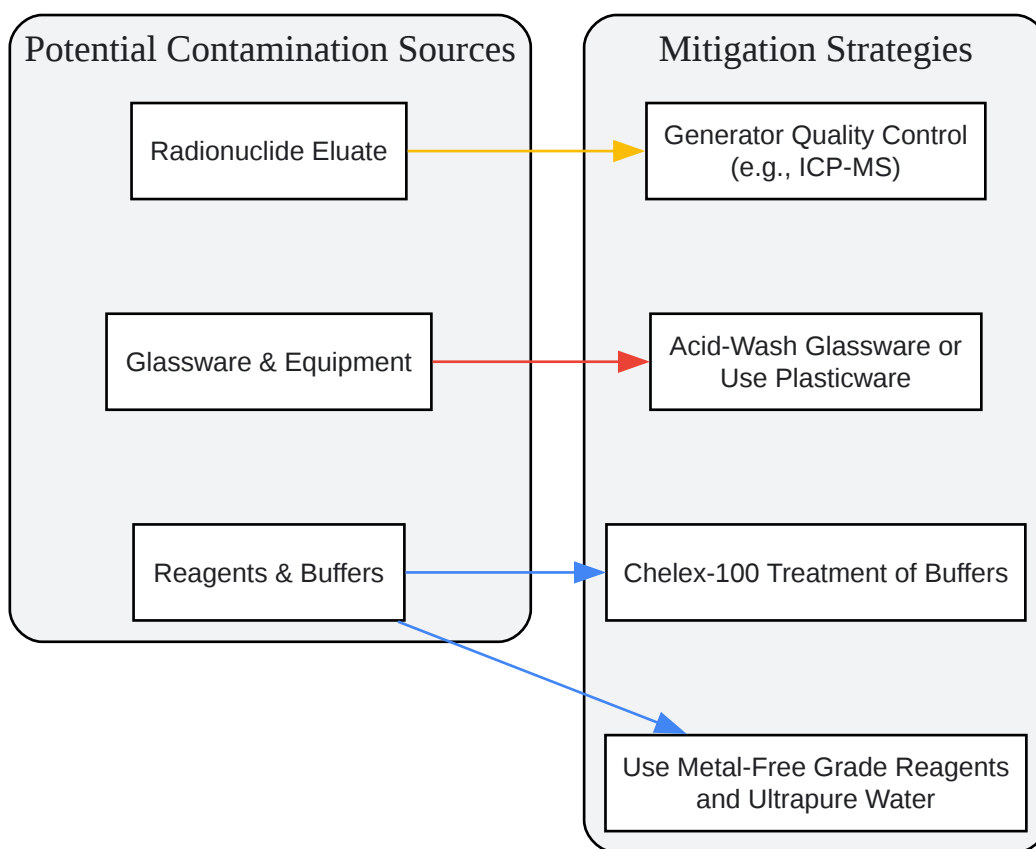 Potential Contamination Sources
Mitigation Strategies
Radionuclide Eluate
Generator Quality Control
(e.g., ICP-MS)
Glassware & Equipment
Acid-Wash Glassware or
Use Plasticware
Reagents & Buffers
Chelex-100 Treatment of Buffers
Use Metal-Free Grade Reagents
and Ultrapure Water